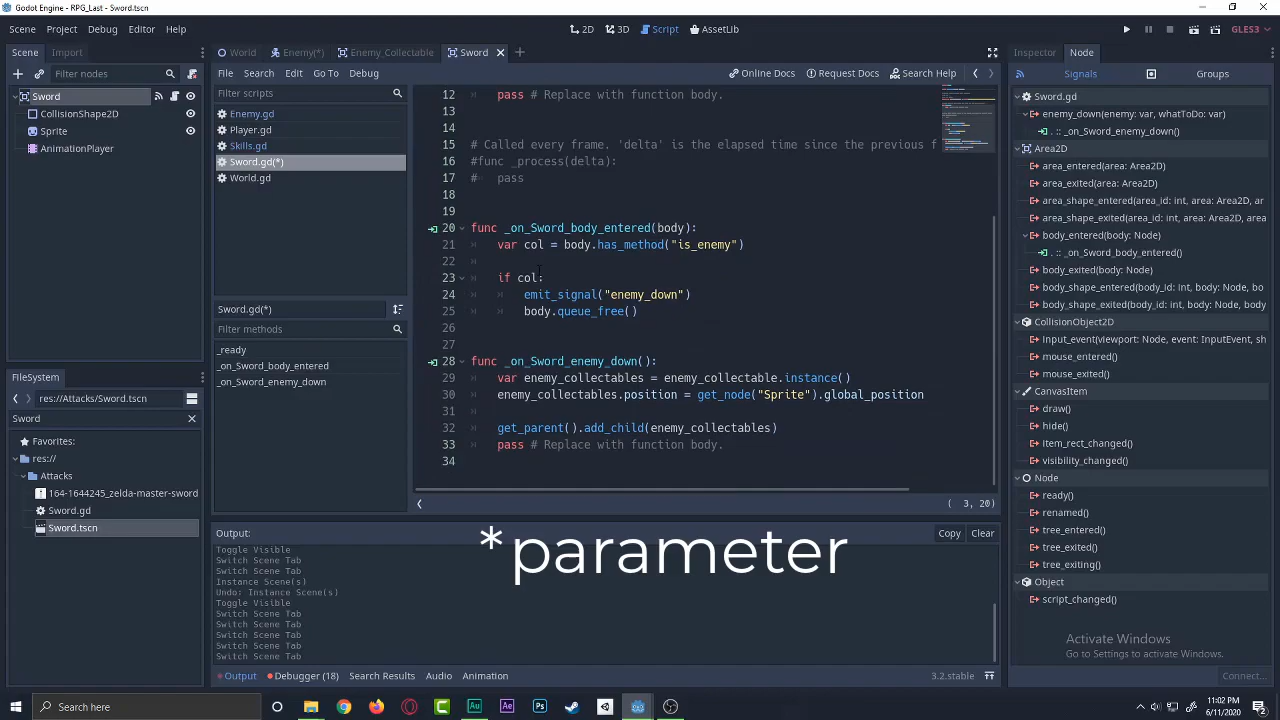 Godot Engine - RPG_Last - Sword.tscn
Scene Project Debug Editor Help
2D 3D Script AssetLib
GLES3
Scene Import
Filter nodes
Sword
CollisionShape2D
Sprite
AnimationPlayer
FileSystem
res://Attacks/Sword.tscn
Sword
Favorites:
res://
Attacks
164-1644245_zelda-master-sword
Sword.gd
Sword.tscn
World Enemy(*) Enemy_Collectable Sword
File Search Edit Go To Debug
Online Docs Request Docs Search Help
Filter scripts
Enemy.gd
Player.gd
Skills.gd
Sword.gd(*)
World.gd
Sword.gd(*)
Filter methods
_ready
_on_Sword_body_entered
_on_Sword_enemy_down
12 pass # Replace with function body.
13
14
15 # Called every frame. 'delta' is the elapsed time since the previous f
16 #func _process(delta):
17 # pass
18
19
20 func _on_Sword_body_entered(body):
21 var col = body.has_method("is_enemy")
22
23 if col:
24 emit_signal("enemy_down")
25 body.queue_free()
26
27
28 func _on_Sword_enemy_down():
29 var enemy_collectables = enemy_collectable.instance()
30 enemy_collectables.position = get_node("Sprite").global_position
31
32 get_parent().add_child(enemy_collectables)
33 pass # Replace with function body.
34
( 3, 20)
Output:
Copy Clear
Toggle Visible
Switch Scene Tab
Switch Scene Tab
Instance Scene(s)
Undo: Instance Scene(s)
Toggle Visible
Switch Scene Tab
Switch Scene Tab
Switch Scene Tab
Switch Scene Tab
Switch Scene Tab
*parameter
Output Debugger (18) Search Results Audio Animation
3.2.stable
Inspector Node
Signals Groups
Sword.gd
enemy_down(enemy: var, whatToDo: var)
. :: _on_Sword_enemy_down()
Area2D
area_entered(area: Area2D)
area_exited(area: Area2D)
area_shape_entered(area_id: int, area: Area2D, ar
area_shape_exited(area_id: int, area: Area2D, ar
body_entered(body: Node)
. :: _on_Sword_body_entered()
body_exited(body: Node)
body_shape_entered(body_id: int, body: Node, bo
body_shape_exited(body_id: int, body: Node, body
CollisionObject2D
input_event(viewport: Node, event: InputEvent, sh
mouse_entered()
mouse_exited()
CanvasItem
draw()
hide()
item_rect_changed()
visibility_changed()
Node
ready()
renamed()
tree_entered()
tree_exited()
tree_exiting()
Object
script_changed()
Activate Windows
Go to Settings to activate Windows.
Connect...
Search here
Au Ae Ps
11:02 PM
6/11/2020
2